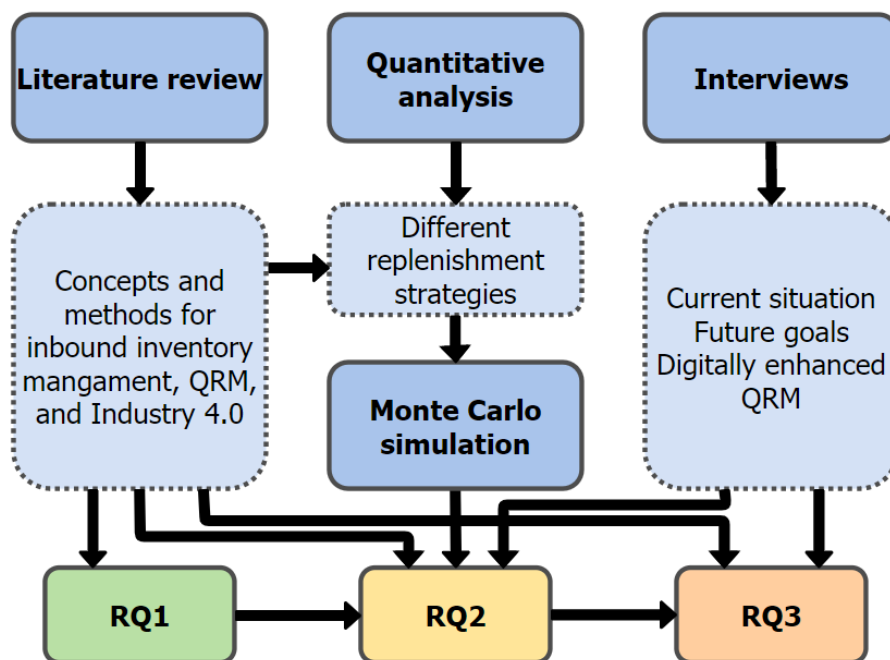 Literature review
Quantitative
analysis
Interviews
Concepts and
methods for
inbound inventory
mangament, QRM,
and Industry 4.0
Different
replenishment
strategies
Current situation
Future goals
Digitally enhanced
QRM
Monte Carlo
simulation
RQ1
RQ2
RQ3